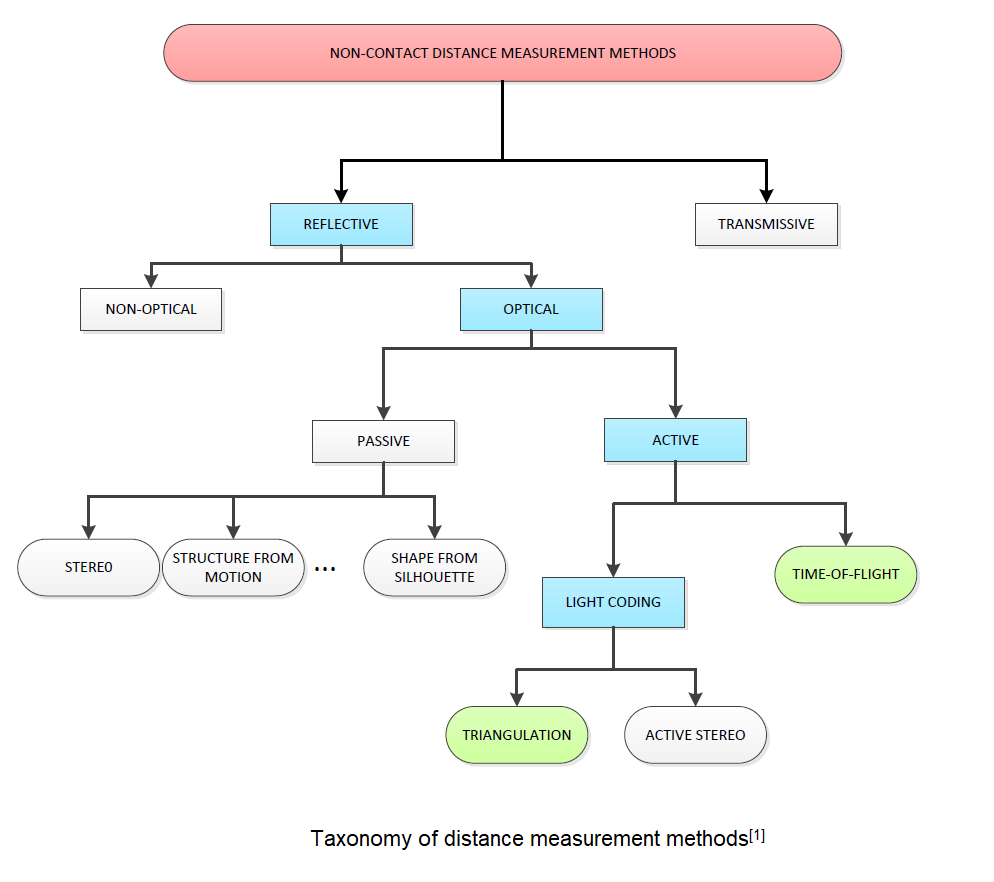 NON-CONTACT DISTANCE MEASUREMENT METHODS
REFLECTIVE
TRANSMISSIVE
NON-OPTICAL
OPTICAL
PASSIVE
ACTIVE
STERE0
STRUCTURE FROM
MOTION
...
SHAPE FROM
SILHOUETTE
TIME-OF-FLIGHT
LIGHT CODING
TRIANGULATION
ACTIVE STEREO
Taxonomy of distance measurement methods[1]